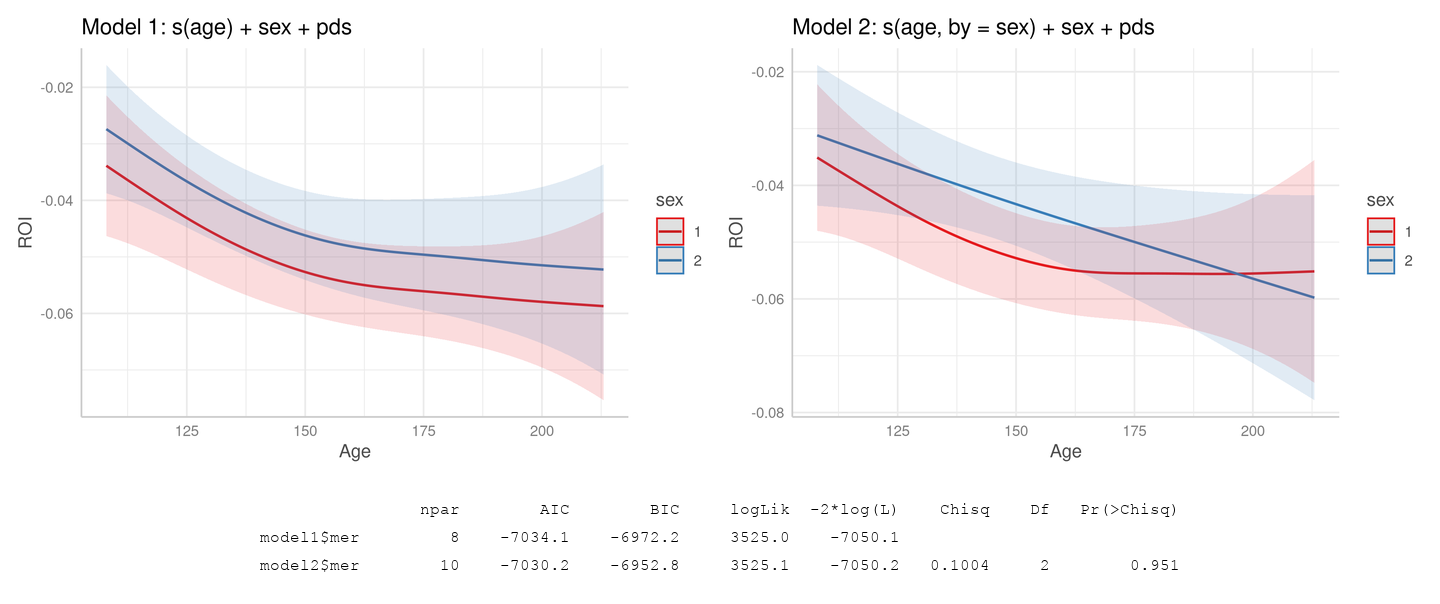 Model 1: s(age) + sex + pds
-0.02
-0.04
-0.06
ROI
125 150 175 200
Age
sex
1
2
Model 2: s(age, by = sex) + sex + pds
-0.02
-0.04
-0.06
-0.08
ROI
125 150 175 200
Age
sex
1
2
npar AIC BIC logLik -2*log(L) Chisq Df Pr(>Chisq)
model1$mer 8 -7034.1 -6972.2 3525.0 -7050.1
model2$mer 10 -7030.2 -6952.8 3525.1 -7050.2 0.1004 2 0.951